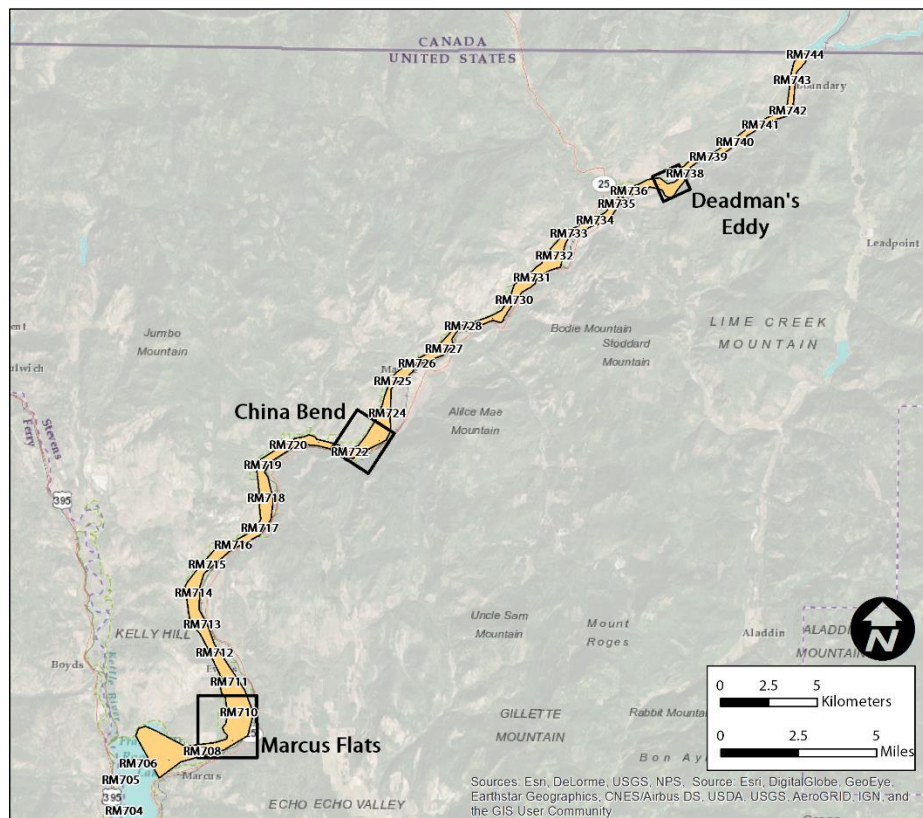 CANADA
UNITED STATES
RM744
RM743
Boundary
RM742
RM741
RM740
RM739
RM738
25
RM736
RM735
Deadman's
Eddy
RM734
RM733
Leadpoint
RM732
RM731
RM730
LIME CREEK
MOUNTAIN
Bodie Mountain
Stoddard
Mountain
Jumbo
Mountain
RM728
RM727
RM726
RM725
China Bend
RM724
Alice Mae
Mountain
RM722
RM720
RM719
Stevens
Ferry
395
RM718
RM717
RM716
RM715
RM714
RM713
KELLY HILL
Uncle Sam
Mountain
Mount
Roges
Aladdin
N
RM712
Boyds
Kettle River
RM711
RM710
Marcus Flats
RM708
Marcus
RM706
RM705
395
RM704
GILLETTE
MOUNTAIN
ECHO ECHO VALLEY
0 2.5 5
Kilometers
0 2.5 5
Miles
Sources: Esri, DeLorme, USGS, NPS, Source: Esri, DigitalGlobe, GeoEye,
Earthstar Geographics, CNES/Airbus DS, USDA, USGS, AeroGRID, IGN, and
the GIS User Community